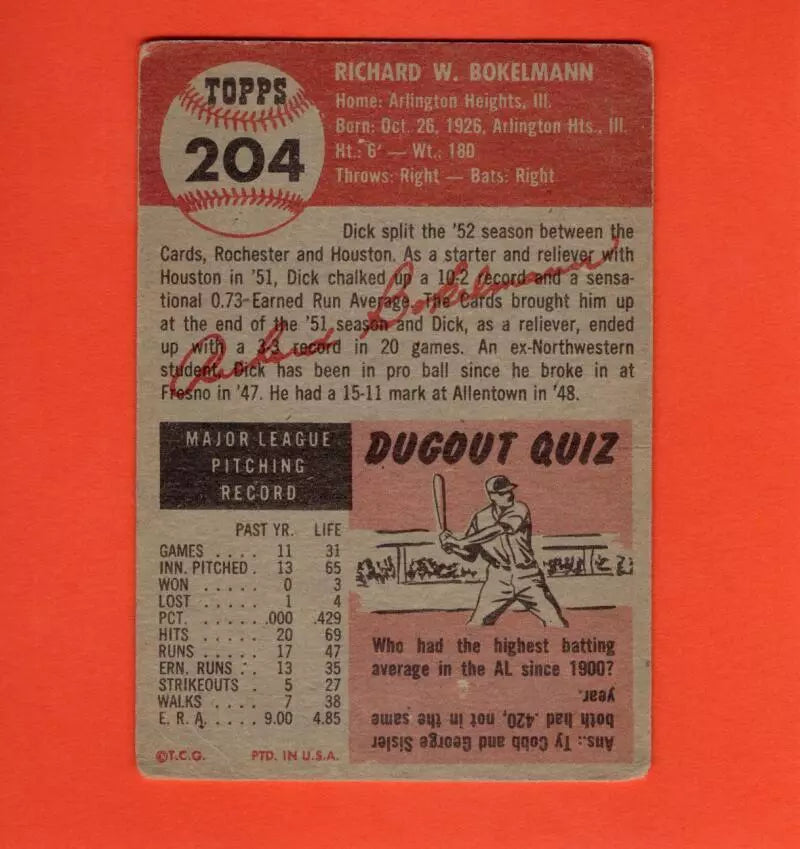 TOPPS
204
RICHARD W. BOKELMANN
Home: Arlington Heights, Ill.
Born: Oct. 26, 1926, Arlington Hts., Ill.
Ht.: 6' — Wt.: 180
Throws: Right — Bats: Right
Dick split the '52 season between the
Cards, Rochester and Houston. As a starter and reliever with
Houston in '51, Dick chalked up a 10-2 record and a sensa-
tional 0.73-Earned Run Average. The Cards brought him up
at the end of the '51 season and Dick, as a reliever, ended
up with a 3-3 record in 20 games. An ex-Northwestern
student, Dick has been in pro ball since he broke in at
Fresno in '47. He had a 15-11 mark at Allentown in '48.
Richard Bokelmann
MAJOR LEAGUE
PITCHING
RECORD
PAST YR. LIFE
GAMES . . . . 11 31
INN. PITCHED . 13 65
WON . . . . . 0 3
LOST . . . . . 1 4
PCT. . . . . .000 .429
HITS . . . . 20 69
RUNS . . . . 17 47
ERN. RUNS . . 13 35
STRIKEOUTS . 5 27
WALKS . . . . 7 38
E. R. A. . . . . 9.00 4.85
©T.C.G. PTD. IN U.S.A.
DUGOUT QUIZ
Who had the highest batting
average in the AL since 1900?
Ans.: Ty Cobb and George Sisler
both had .420, not in the same
year.